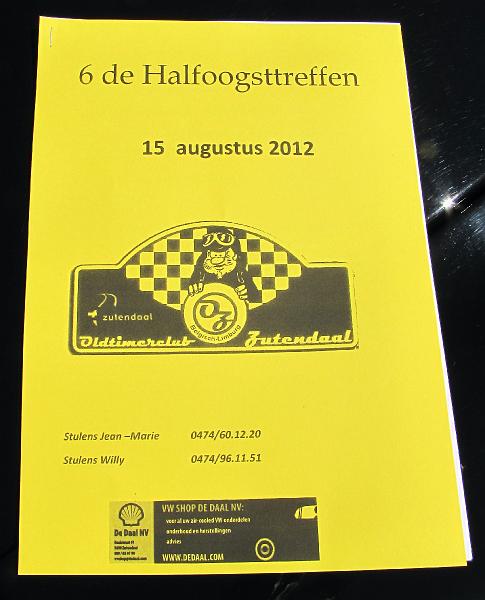 6 de Halfoogsttreffen
15 augustus 2012
zutendaal
OZ
Belgisch-Limburg
Oldtimerclub Zutendaal
Stulens Jean –Marie 0474/60.12.20
Stulens Willy 0474/96.11.51
De Daal NV
VW SHOP DE DAAL NV:
voor al uw air-cooled VW onderdelen
onderhoud en herstellingen
advies
WWW.DEDAAL.COM